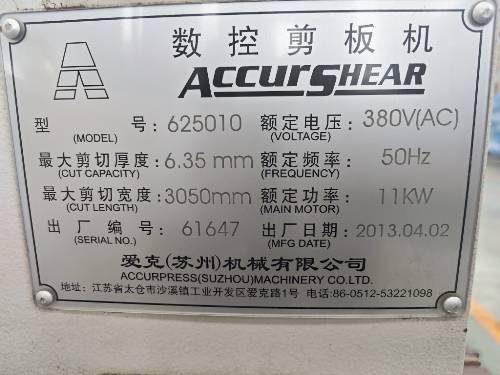 数控剪板机
ACCURSHEAR
型 号: 625010 额定电压: 380V(AC)
(MODEL) (VOLTAGE)
最大剪切厚度: 6.35 mm 额定频率: 50Hz
(CUT CAPACITY) (FREQUENCY)
最大剪切宽度: 3050mm 额定功率: 11KW
(CUT LENGTH) (MAIN MOTOR)
出厂编号: 61647 出厂日期: 2013.04.02
(SERIAL NO.) (MFG DATE)
爱克(苏州)机械有限公司
ACCURPRESS(SUZHOU)MACHINERY CO.LTD.
地址: 江苏省太仓市沙溪镇工业开发区爱克路1号 电话:86-0512-53221098